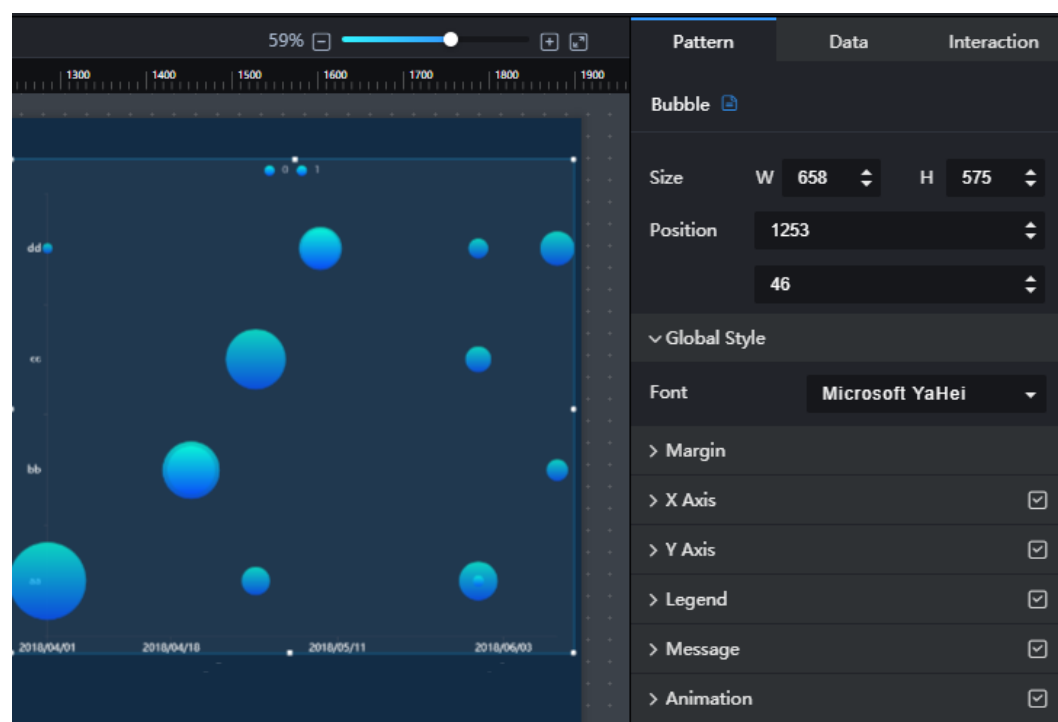 59%
1300 1400 1500 1600 1700 1800 1900
0 1
dd
cc
bb
aa
2018/04/01 2018/04/18 2018/05/11 2018/06/03
Pattern Data Interaction
Bubble
Size W 658 H 575
Position 1253
46
Global Style
Font Microsoft YaHei
Margin
X Axis
Y Axis
Legend
Message
Animation